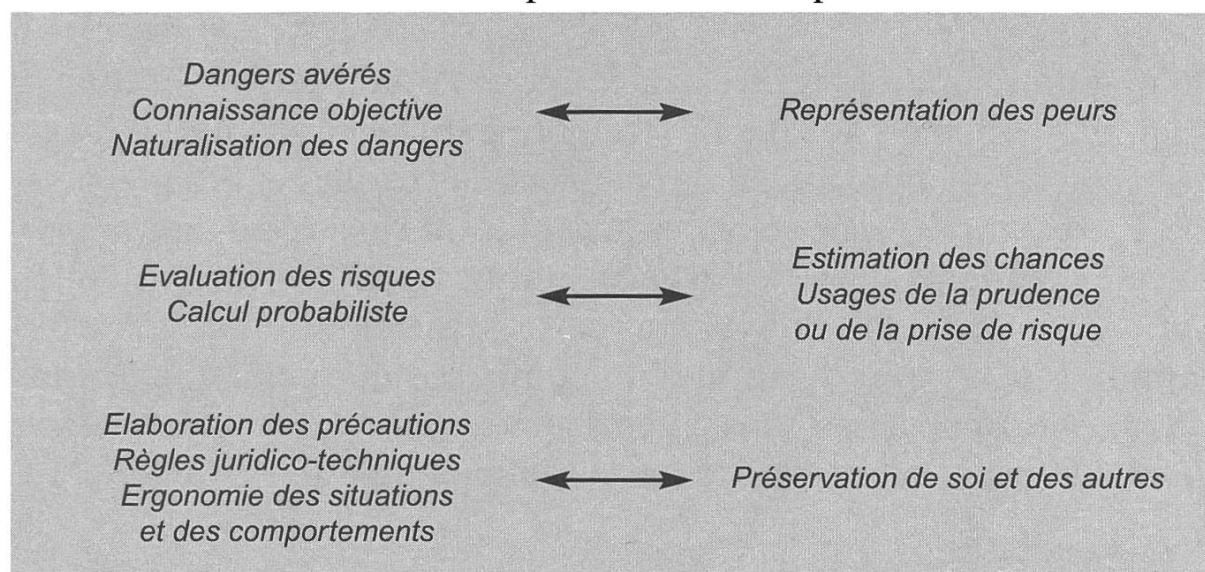 Dangers avérés
Connaissance objective
Naturalisation des dangers
Représentation des peurs
Evaluation des risques
Calcul probabiliste
Estimation des chances
Usages de la prudence
ou de la prise de risque
Elaboration des précautions
Règles juridico-techniques
Ergonomie des situations
et des comportements
Préservation de soi et des autres